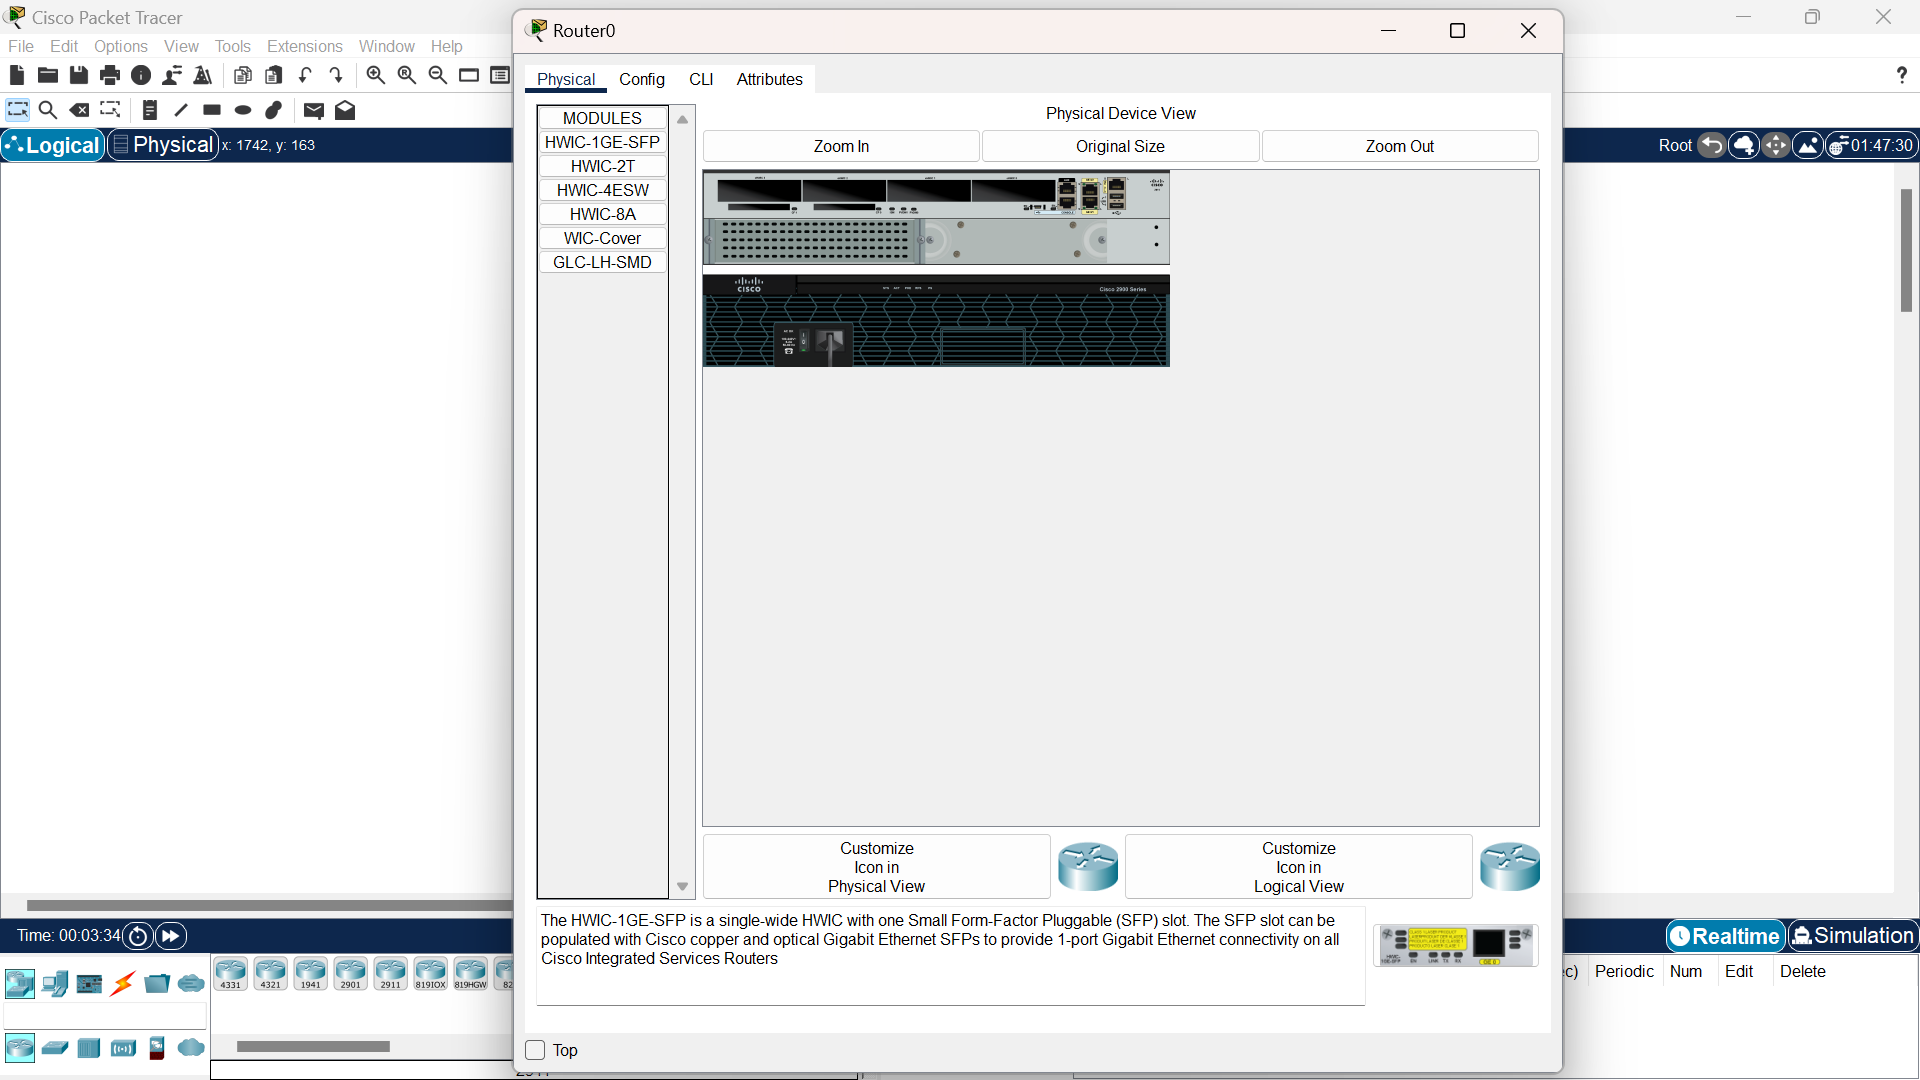 Cisco Packet Tracer
File Edit Options View Tools Extensions Window Help
Logical Physical x: 1742, y: 163
Root 01:47:30
Router0
Physical Config CLI Attributes
MODULES
HWIC-1GE-SFP
HWIC-2T
HWIC-4ESW
HWIC-8A
WIC-Cover
GLC-LH-SMD
Physical Device View
Zoom In Original Size Zoom Out
CISCO
Cisco 2900 Series
Customize
Icon in
Physical View
Customize
Icon in
Logical View
The HWIC-1GE-SFP is a single-wide HWIC with one Small Form-Factor Pluggable (SFP) slot. The SFP slot can be
populated with Cisco copper and optical Gigabit Ethernet SFPs to provide 1-port Gigabit Ethernet connectivity on all
Cisco Integrated Services Routers
Top
Time: 00:03:34
Realtime Simulation
4331 4321 1941 2901 2911 819IOX 819HGW 82
Periodic Num Edit Delete